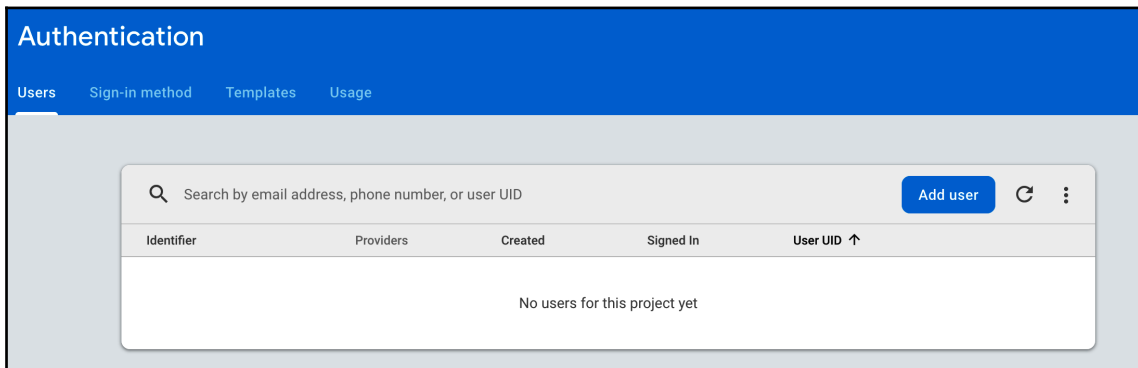 Authentication
Users Sign-in method Templates Usage
Search by email address, phone number, or user UID Add user
Identifier Providers Created Signed In User UID
No users for this project yet